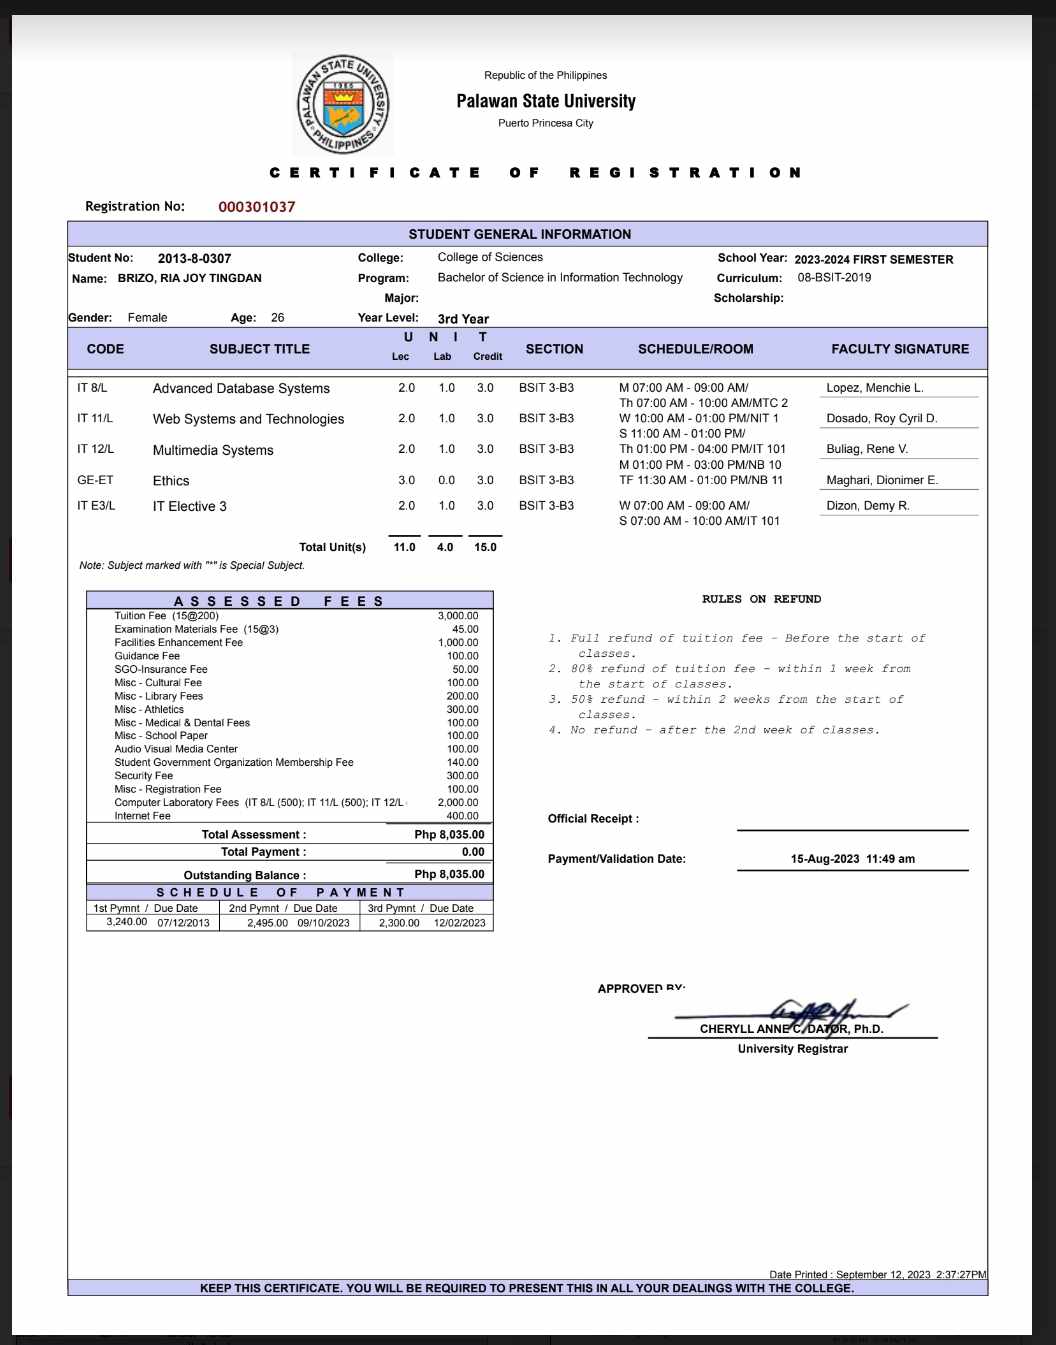 PALAWAN STATE UNIVERSITY
1965
PHILIPPINES
Republic of the Philippines
Palawan State University
Puerto Princesa City
CERTIFICATE OF REGISTRATION
Registration No: 000301037
STUDENT GENERAL INFORMATION
Student No: 2013-8-0307 College: College of Sciences School Year: 2023-2024 FIRST SEMESTER
Name: BRIZO, RIA JOY TINGDAN Program: Bachelor of Science in Information Technology Curriculum: 08-BSIT-2019
Major: Scholarship:
Gender: Female Age: 26 Year Level: 3rd Year
UNIT
CODE SUBJECT TITLE Lec Lab Credit SECTION SCHEDULE/ROOM FACULTY SIGNATURE
IT 8/L Advanced Database Systems 2.0 1.0 3.0 BSIT 3-B3 M 07:00 AM - 09:00 AM/ Lopez, Menchie L.
Th 07:00 AM - 10:00 AM/MTC 2
IT 11/L Web Systems and Technologies 2.0 1.0 3.0 BSIT 3-B3 W 10:00 AM - 01:00 PM/NIT 1 Dosado, Roy Cyril D.
S 11:00 AM - 01:00 PM/
IT 12/L Multimedia Systems 2.0 1.0 3.0 BSIT 3-B3 Th 01:00 PM - 04:00 PM/IT 101 Buliag, Rene V.
M 01:00 PM - 03:00 PM/NB 10
GE-ET Ethics 3.0 0.0 3.0 BSIT 3-B3 TF 11:30 AM - 01:00 PM/NB 11 Maghari, Dionimer E.
IT E3/L IT Elective 3 2.0 1.0 3.0 BSIT 3-B3 W 07:00 AM - 09:00 AM/ Dizon, Demy R.
S 07:00 AM - 10:00 AM/IT 101
Total Unit(s) 11.0 4.0 15.0
Note: Subject marked with "*" is Special Subject.
ASSESSED FEES
Tuition Fee (15@200) 3,000.00
Examination Materials Fee (15@3) 45.00
Facilities Enhancement Fee 1,000.00
Guidance Fee 100.00
SGO-Insurance Fee 50.00
Misc - Cultural Fee 100.00
Misc - Library Fees 200.00
Misc - Athletics 300.00
Misc - Medical & Dental Fees 100.00
Misc - School Paper 100.00
Audio Visual Media Center 100.00
Student Government Organization Membership Fee 140.00
Security Fee 300.00
Misc - Registration Fee 100.00
Computer Laboratory Fees (IT 8/L (500); IT 11/L (500); IT 12/L 2,000.00
Internet Fee 400.00
Total Assessment : Php 8,035.00
Total Payment : 0.00
Outstanding Balance : Php 8,035.00
SCHEDULE OF PAYMENT
1st Pymnt / Due Date 2nd Pymnt / Due Date 3rd Pymnt / Due Date
3,240.00 07/12/2013 2,495.00 09/10/2023 2,300.00 12/02/2023
RULES ON REFUND
1. Full refund of tuition fee - Before the start of
classes.
2. 80% refund of tuition fee - within 1 week from
the start of classes.
3. 50% refund - within 2 weeks from the start of
classes.
4. No refund - after the 2nd week of classes.
Official Receipt :
Payment/Validation Date: 15-Aug-2023 11:49 am
APPROVED BY:
CHERYLL ANNE C. DATOR, Ph.D.
University Registrar
Date Printed : September 12, 2023 2:37:27PM
KEEP THIS CERTIFICATE. YOU WILL BE REQUIRED TO PRESENT THIS IN ALL YOUR DEALINGS WITH THE COLLEGE.